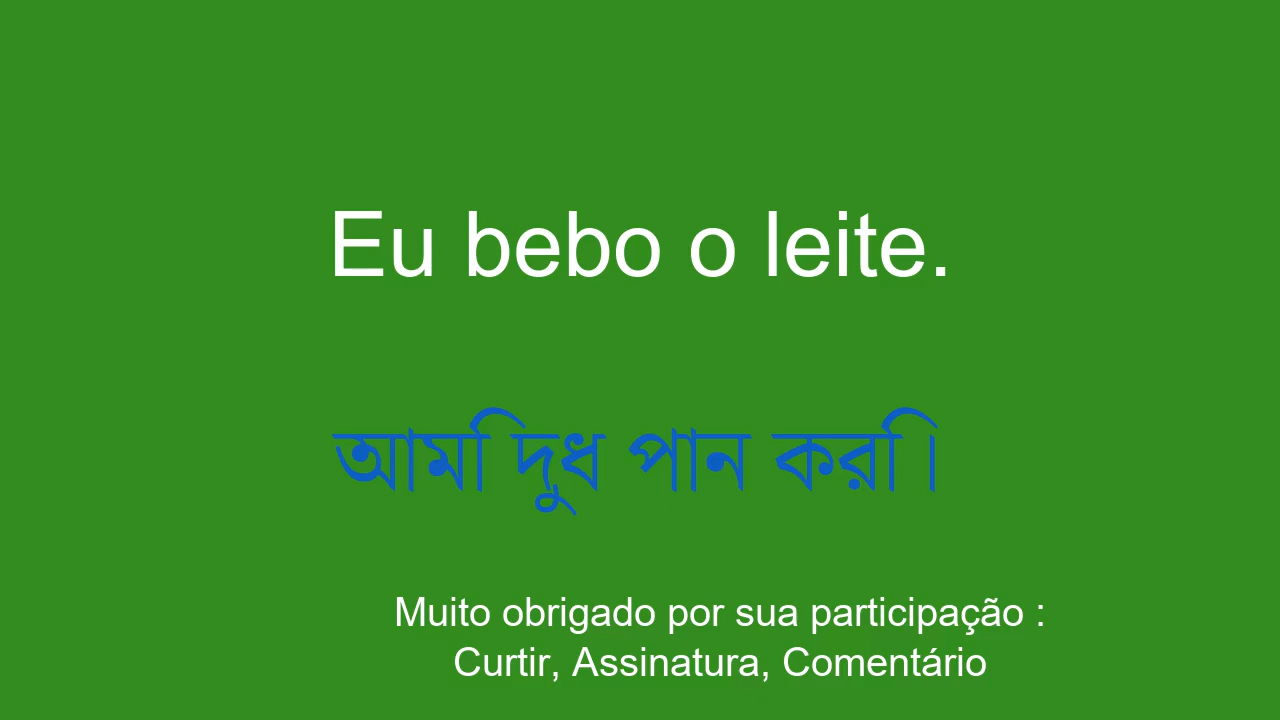 Eu bebo o leite.
আমি দুধ পান করি।
Muito obrigado por sua participação :
Curtir, Assinatura, Comentário